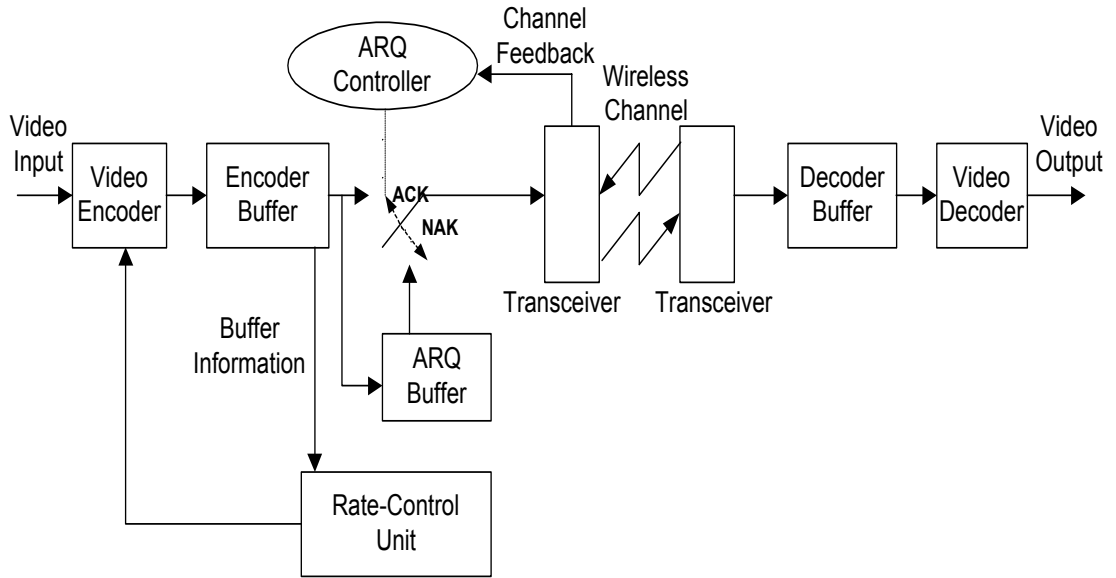 ARQ
Controller
Channel
Feedback
Wireless
Channel
Video
Input
Video
Encoder
Encoder
Buffer
ACK
NAK
Transceiver
Transceiver
Decoder
Buffer
Video
Decoder
Video
Output
Buffer
Information
ARQ
Buffer
Rate-Control
Unit